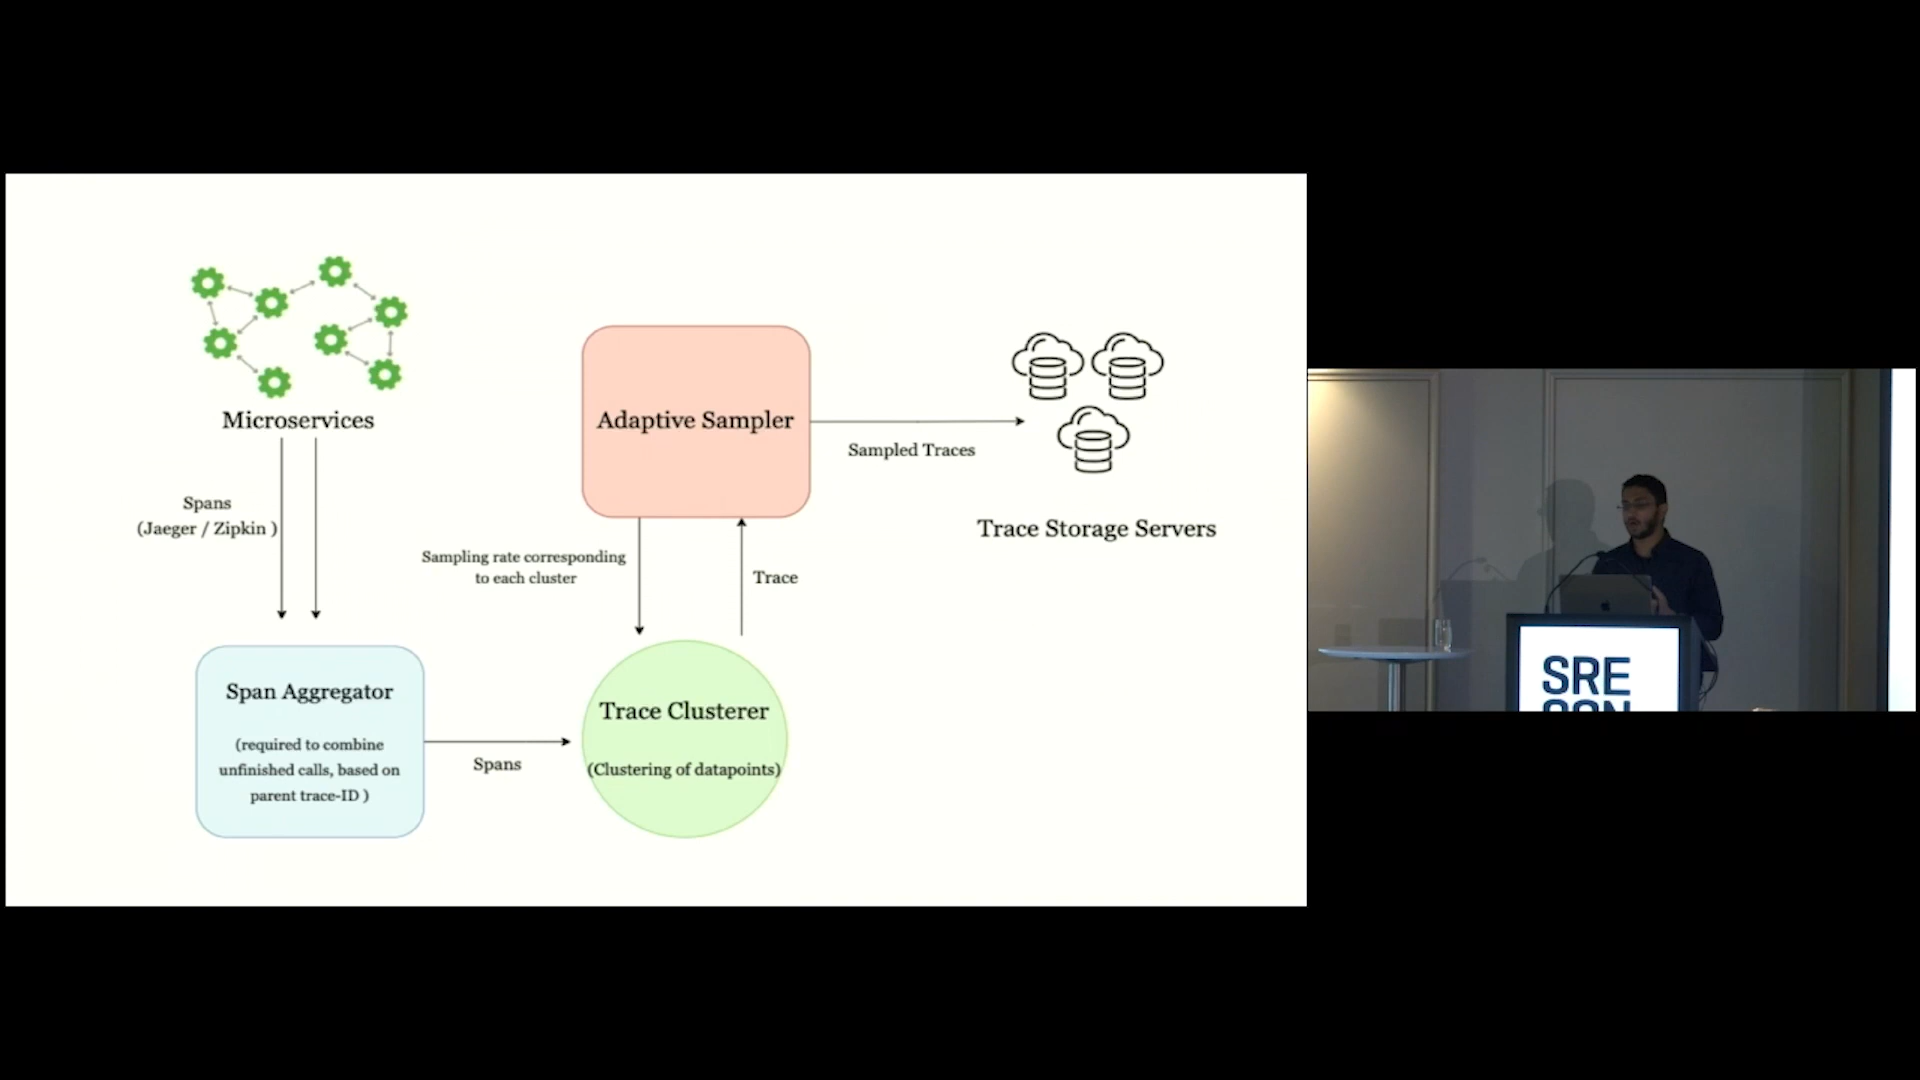 Microservices
Spans
(Jaeger / Zipkin )
Span Aggregator
(required to combine
unfinished calls, based on
parent trace-ID )
Spans
Trace Clusterer
(Clustering of datapoints)
Sampling rate corresponding
to each cluster
Trace
Adaptive Sampler
Sampled Traces
Trace Storage Servers
SRE
CON